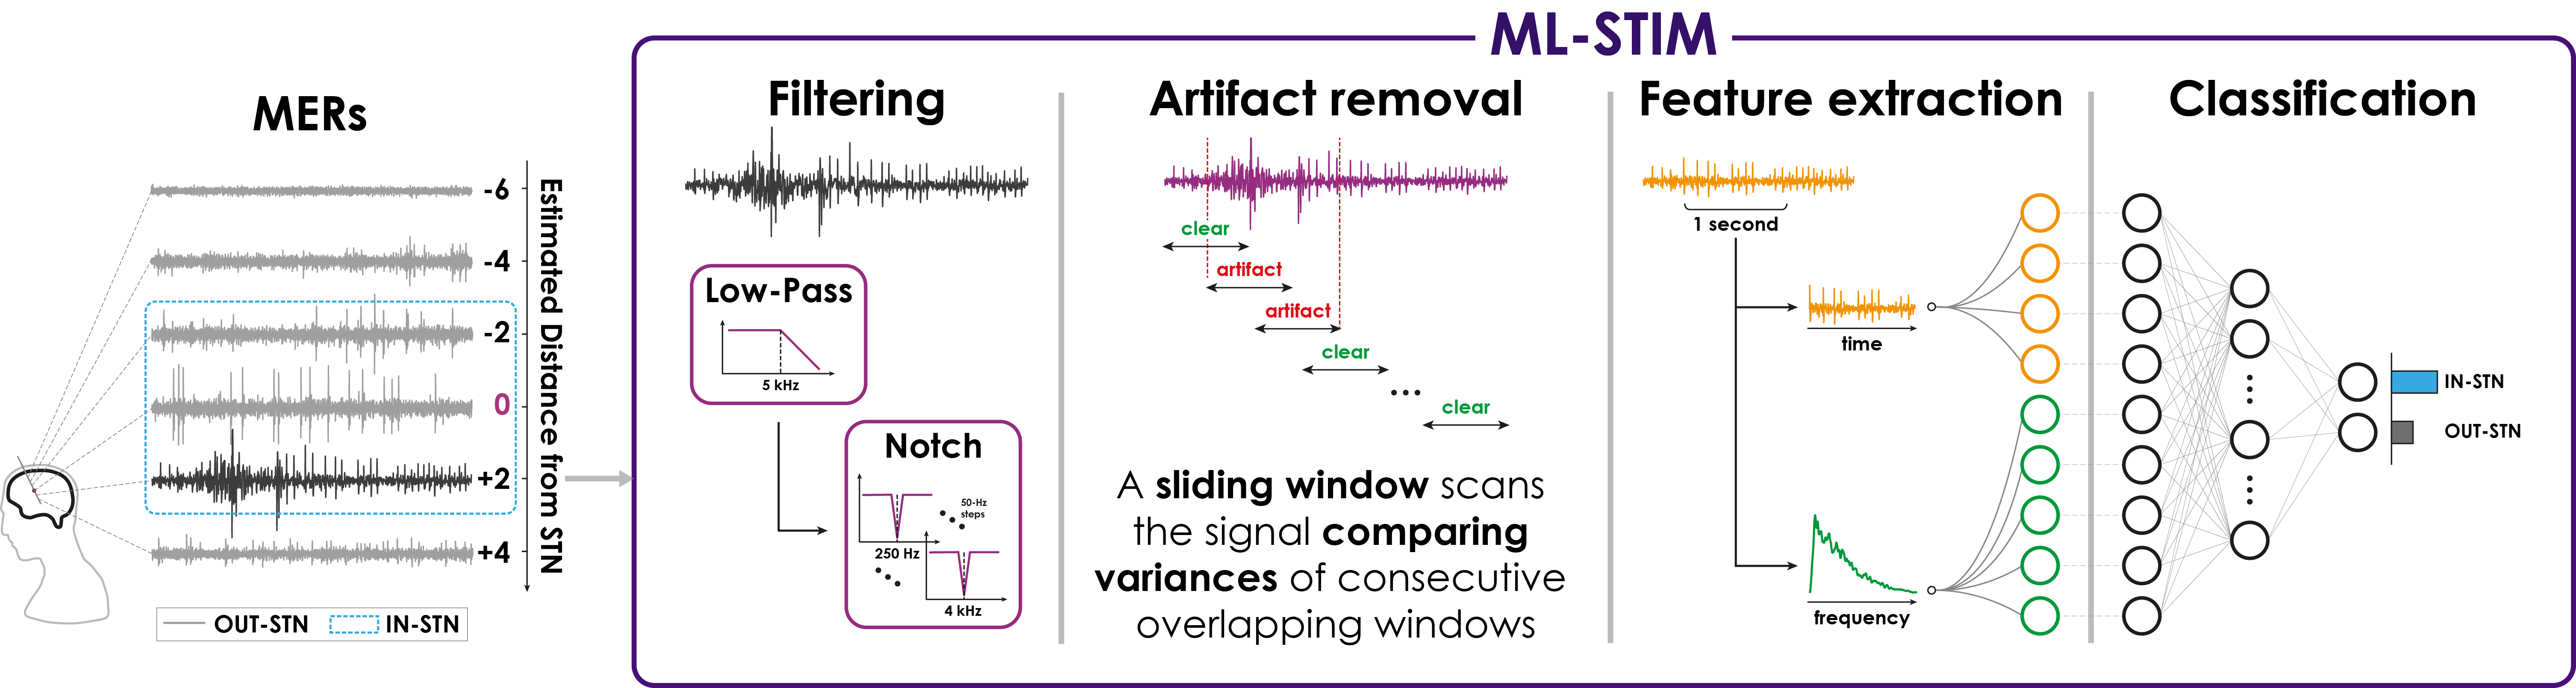 ML-STIM
MERs
-6
-4
-2
0
+2
+4
Estimated Distance from STN
OUT-STN
IN-STN
Filtering
Low-Pass
5 kHz
Notch
50-Hz
steps
250 Hz
4 kHz
Artifact removal
clear
artifact
artifact
clear
clear
A sliding window scans
the signal comparing
variances of consecutive
overlapping windows
Feature extraction
1 second
time
frequency
Classification
IN-STN
OUT-STN